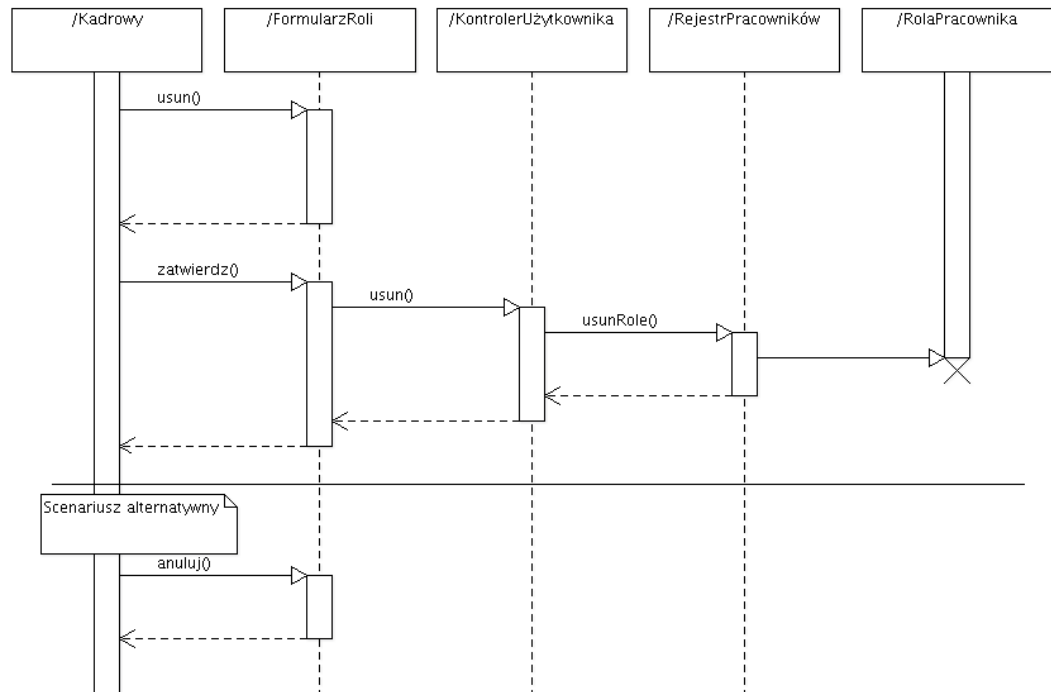 /Kadrowy
/FormularzRoli
/KontrolerUżytkownika
/RejestrPracowników
/RolaPracownika
usun()
zatwierdz()
usun()
usunRole()
Scenariusz alternatywny
anuluj()